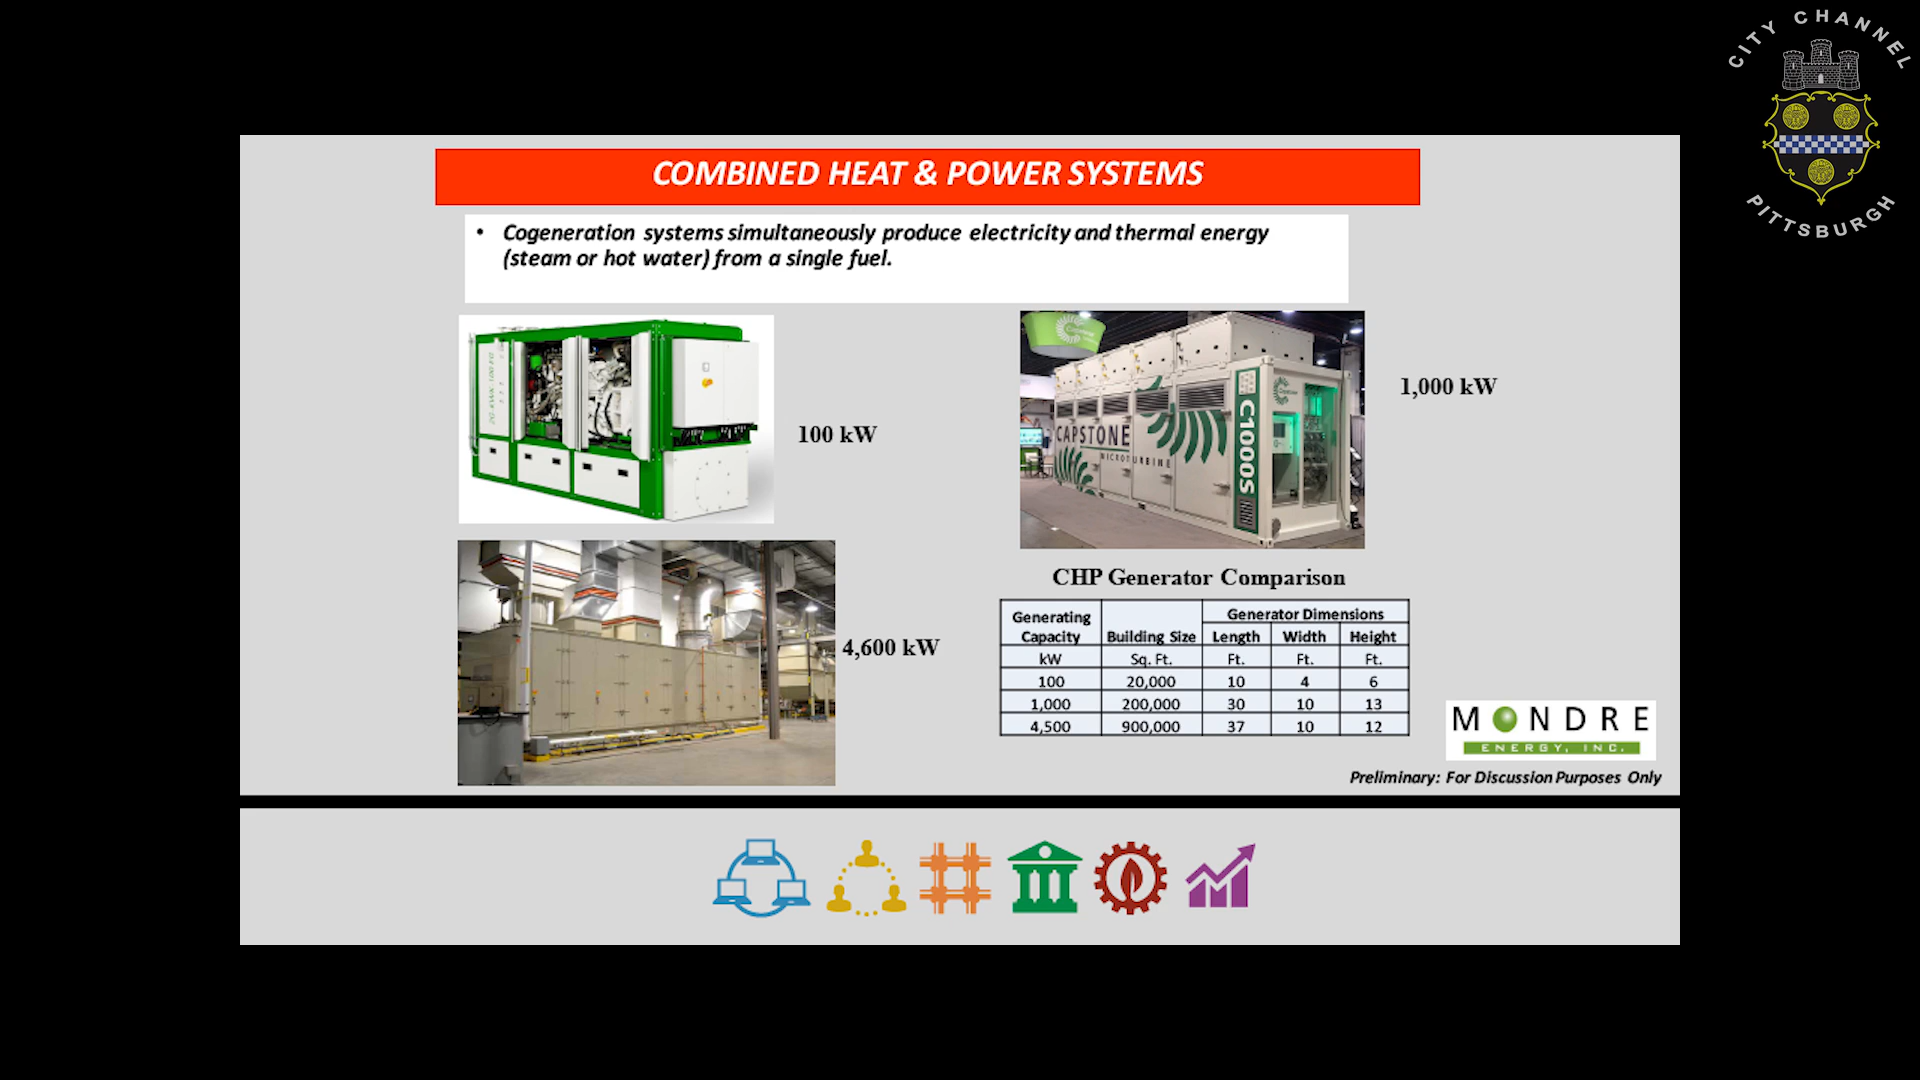 CITY CHANNEL
PITTSBURGH
COMBINED HEAT & POWER SYSTEMS
• Cogeneration systems simultaneously produce electricity and thermal energy
(steam or hot water) from a single fuel.
100 kW
CAPSTONE
MICROTURBINE
C1000S
1,000 kW
4,600 kW
CHP Generator Comparison
Generating Capacity Building Size Generator Dimensions
Length Width Height
kW Sq. Ft. Ft. Ft. Ft.
100 20,000 10 4 6
1,000 200,000 30 10 13
4,500 900,000 37 10 12
MONDRE
ENERGY, INC.
Preliminary: For Discussion Purposes Only